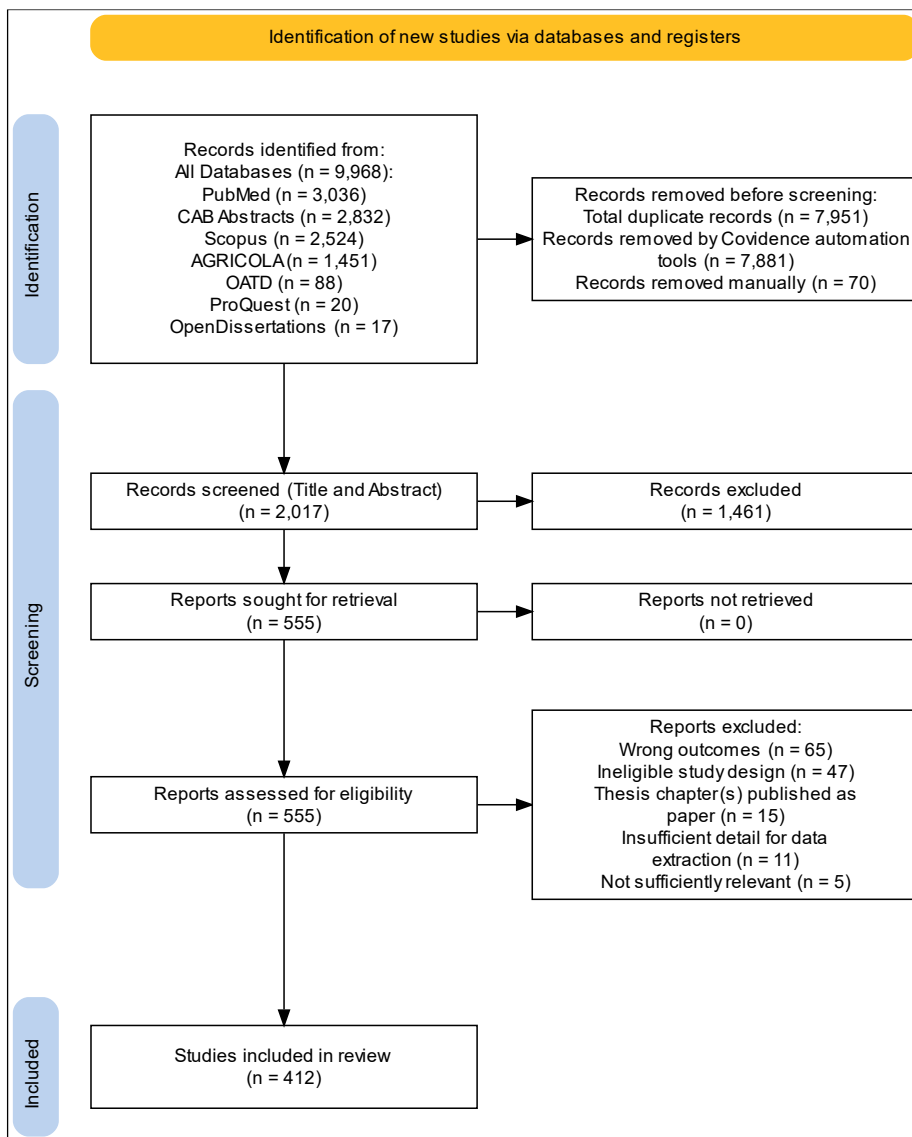 Identification of new studies via databases and registers
Identification
Records identified from:
All Databases (n = 9,968):
PubMed (n = 3,036)
CAB Abstracts (n = 2,832)
Scopus (n = 2,524)
AGRICOLA (n = 1,451)
OATD (n = 88)
ProQuest (n = 20)
OpenDissertations (n = 17)
Records removed before screening:
Total duplicate records (n = 7,951)
Records removed by Covidence automation
tools (n = 7,881)
Records removed manually (n = 70)
Screening
Records screened (Title and Abstract)
(n = 2,017)
Records excluded
(n = 1,461)
Reports sought for retrieval
(n = 555)
Reports not retrieved
(n = 0)
Reports assessed for eligibility
(n = 555)
Reports excluded:
Wrong outcomes (n = 65)
Ineligible study design (n = 47)
Thesis chapter(s) published as
paper (n = 15)
Insufficient detail for data
extraction (n = 11)
Not sufficiently relevant (n = 5)
Included
Studies included in review
(n = 412)